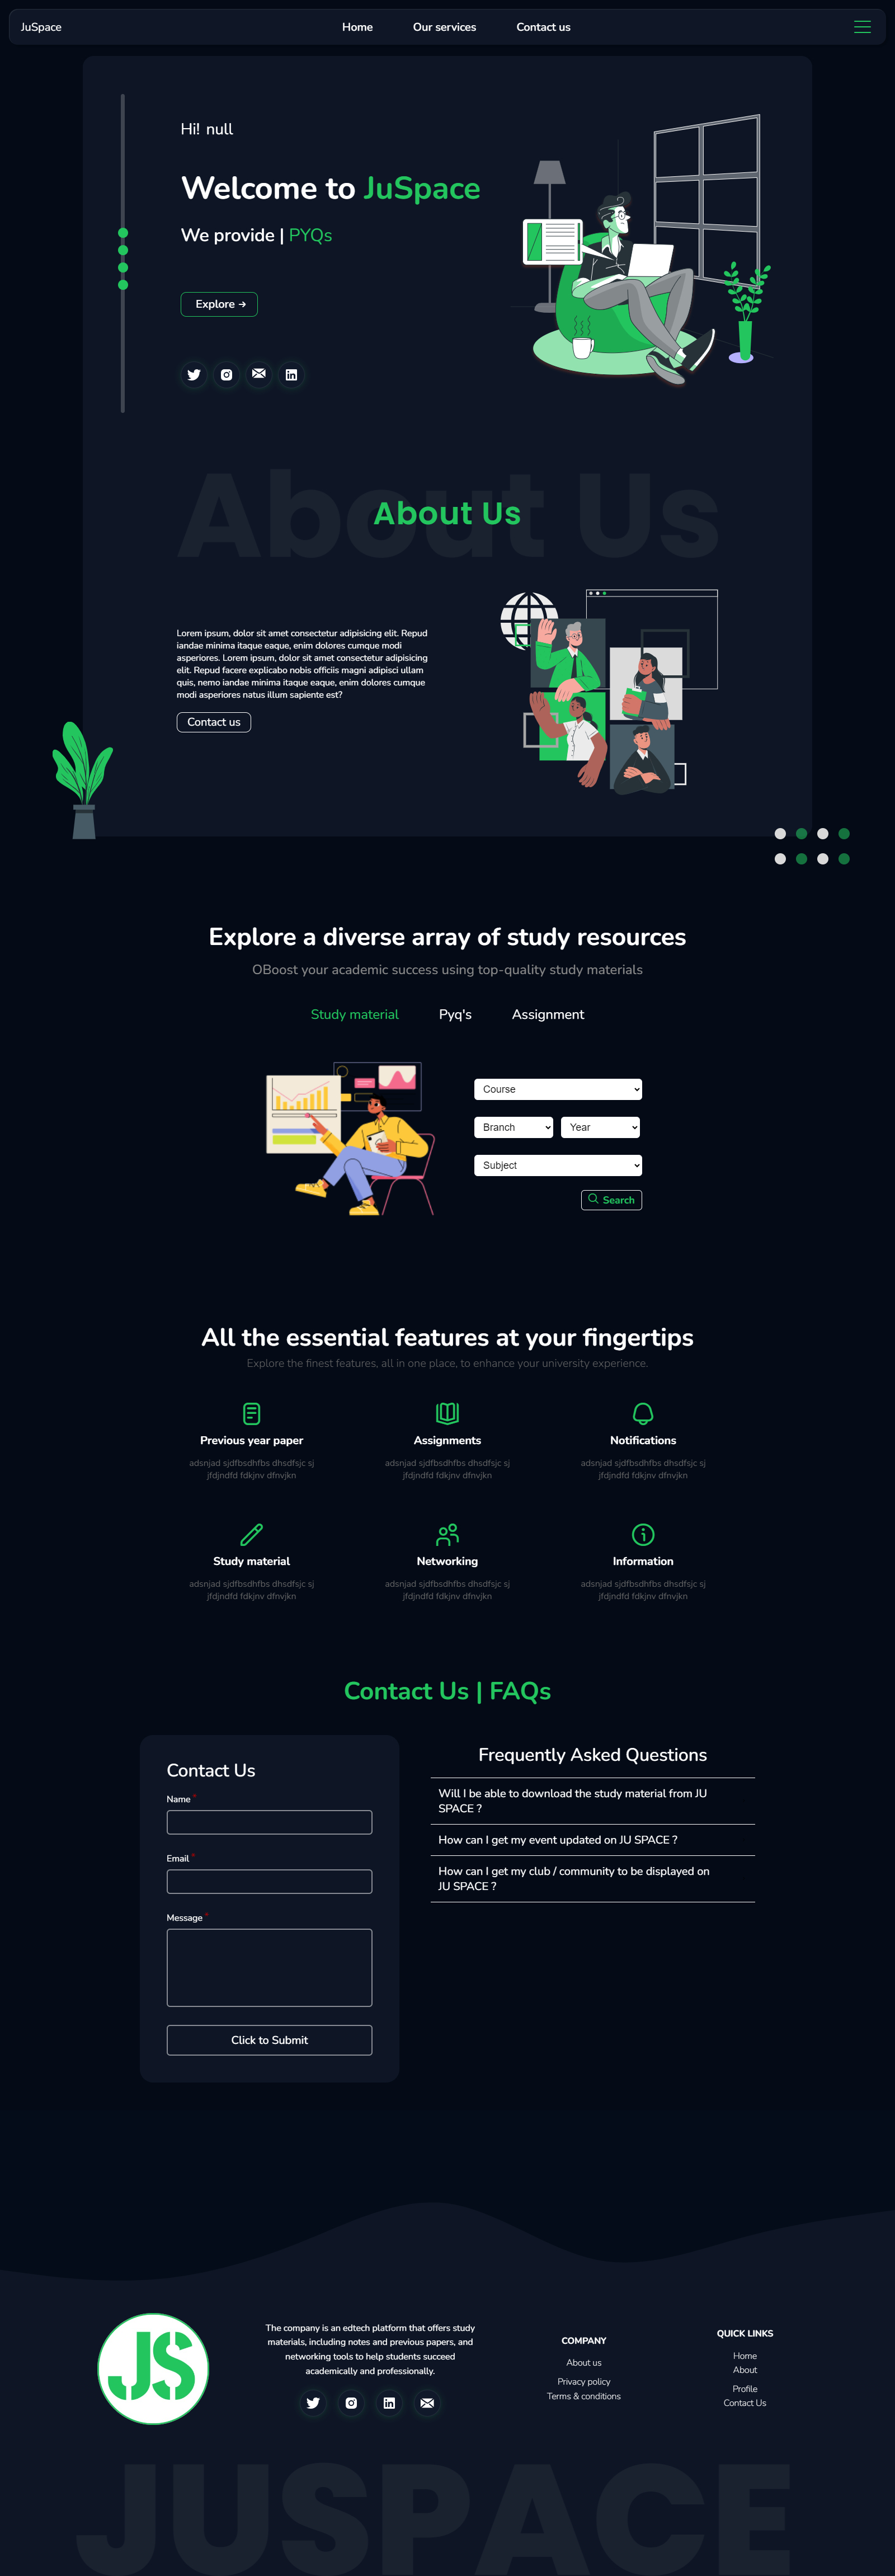 JuSpace
Home
Our services
Contact us
Hi! null
Welcome to JuSpace
We provide | PYQs
Explore →
About Us
About Us
Lorem ipsum, dolor sit amet consectetur adipisicing elit. Repud
iandae minima itaque eaque, enim dolores cumque modi
asperiores. Lorem ipsum, dolor sit amet consectetur adipisicing
elit. Repud facere explicabo nobis officiis magni adipisci ullam
quis, nemo iandae minima itaque eaque, enim dolores cumque
modi asperiores natus illum sapiente est?
Contact us
Explore a diverse array of study resources
OBoost your academic success using top-quality study materials
Study material
Pyq's
Assignment
Course
Branch
Year
Subject
Search
All the essential features at your fingertips
Explore the finest features, all in one place, to enhance your university experience.
Previous year paper
adsnjad sjdfbsdhfbs dhsdfsjc sj
jfdjndfd fdkjnv dfnvjkn
Assignments
adsnjad sjdfbsdhfbs dhsdfsjc sj
jfdjndfd fdkjnv dfnvjkn
Notifications
adsnjad sjdfbsdhfbs dhsdfsjc sj
jfdjndfd fdkjnv dfnvjkn
Study material
adsnjad sjdfbsdhfbs dhsdfsjc sj
jfdjndfd fdkjnv dfnvjkn
Networking
adsnjad sjdfbsdhfbs dhsdfsjc sj
jfdjndfd fdkjnv dfnvjkn
Information
adsnjad sjdfbsdhfbs dhsdfsjc sj
jfdjndfd fdkjnv dfnvjkn
Contact Us | FAQs
Contact Us
Name *
Email *
Message *
Click to Submit
Frequently Asked Questions
Will I be able to download the study material from JU
SPACE ?
How can I get my event updated on JU SPACE ?
How can I get my club / community to be displayed on
JU SPACE ?
JS
The company is an edtech platform that offers study
materials, including notes and previous papers, and
networking tools to help students succeed
academically and professionally.
COMPANY
About us
Privacy policy
Terms & conditions
QUICK LINKS
Home
About
Profile
Contact Us
JUSPACE